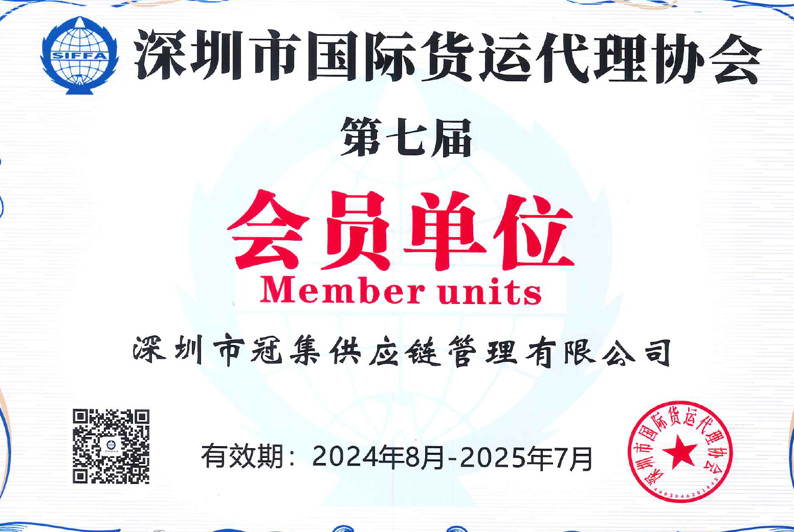 SIFFA
深圳市国际货运代理协会
第七届
会员单位
Member units
深圳市冠集供应链管理有限公司
有效期：2024年8月-2025年7月
深圳市国际货运代理协会